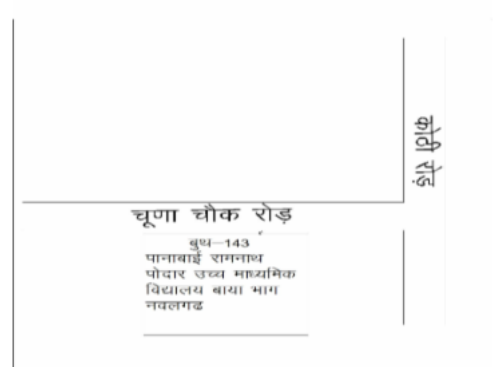 कोठी रोड़
चूणा चौक रोड़
बुथ–143
पानाबाई रामनाथ
पोदार उच्च माध्यमिक
विद्यालय बाया भाग
नवलगढ